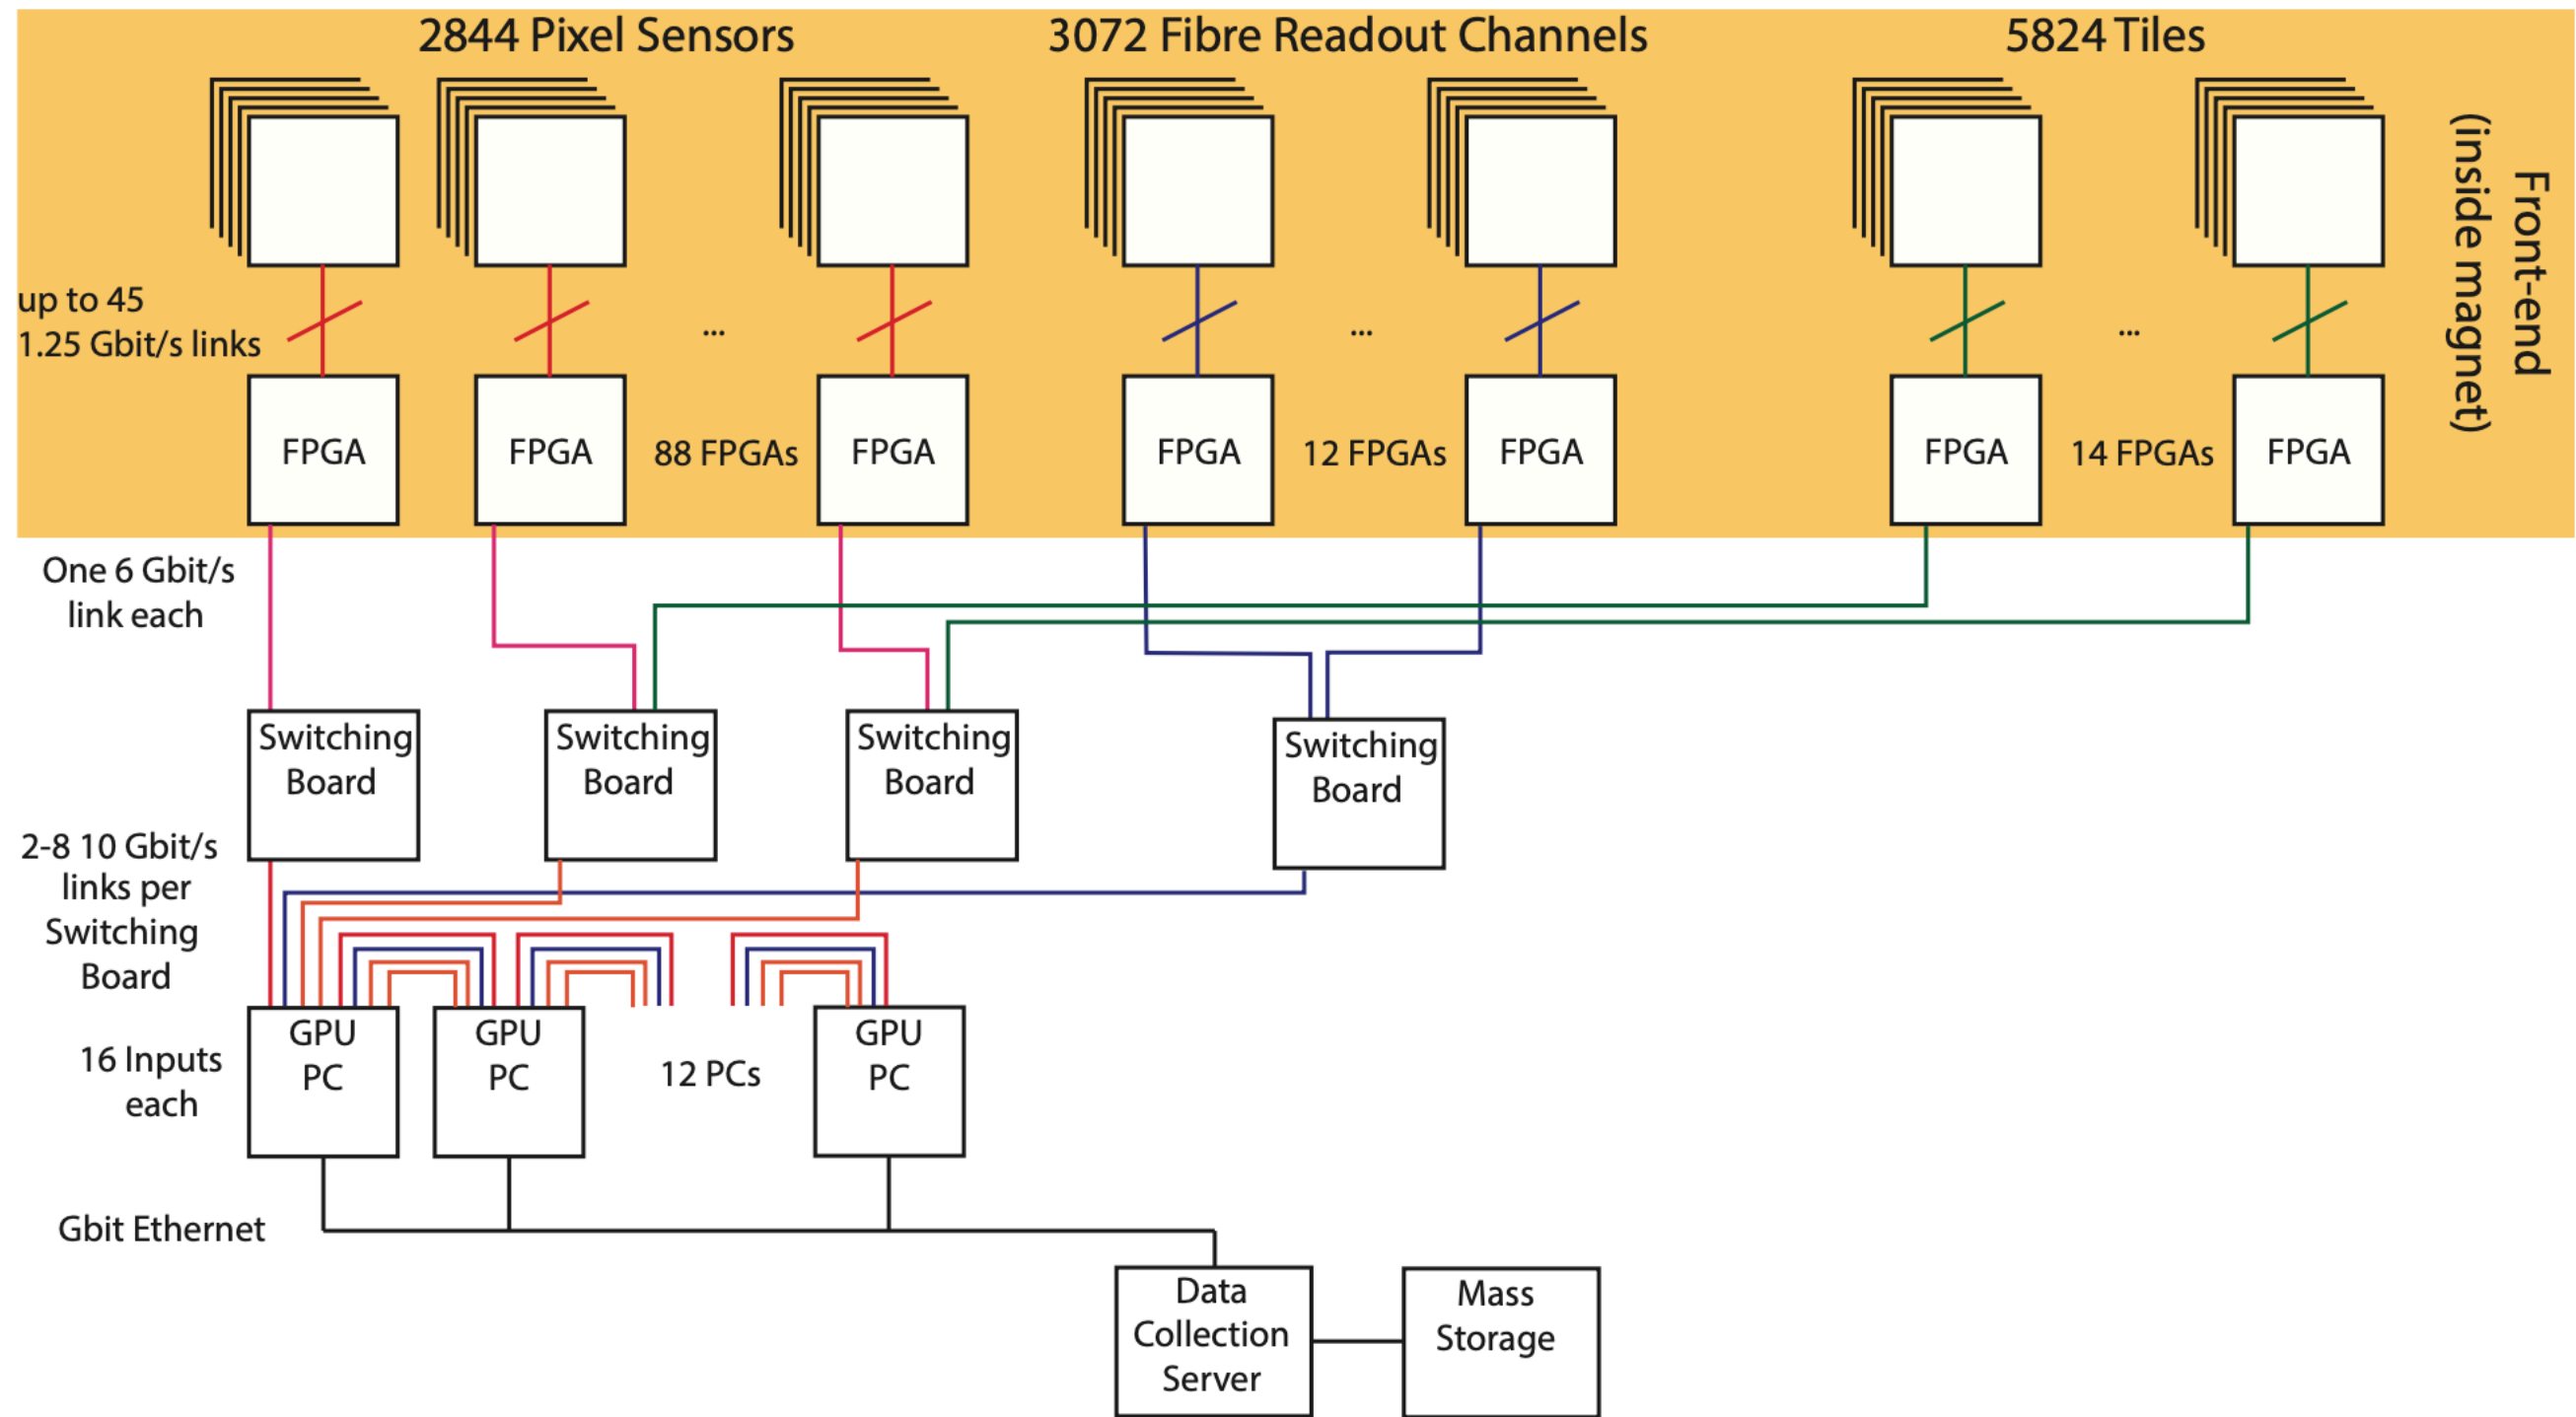 2844 Pixel Sensors
3072 Fibre Readout Channels
5824 Tiles
Front-end
(inside magnet)
up to 45
1.25 Gbit/s links
...
...
...
FPGA
FPGA
88 FPGAs
FPGA
FPGA
12 FPGAs
FPGA
FPGA
14 FPGAs
FPGA
One 6 Gbit/s
link each
Switching
Board
Switching
Board
Switching
Board
Switching
Board
2-8 10 Gbit/s
links per
Switching
Board
16 Inputs
each
GPU
PC
GPU
PC
12 PCs
GPU
PC
Gbit Ethernet
Data
Collection
Server
Mass
Storage